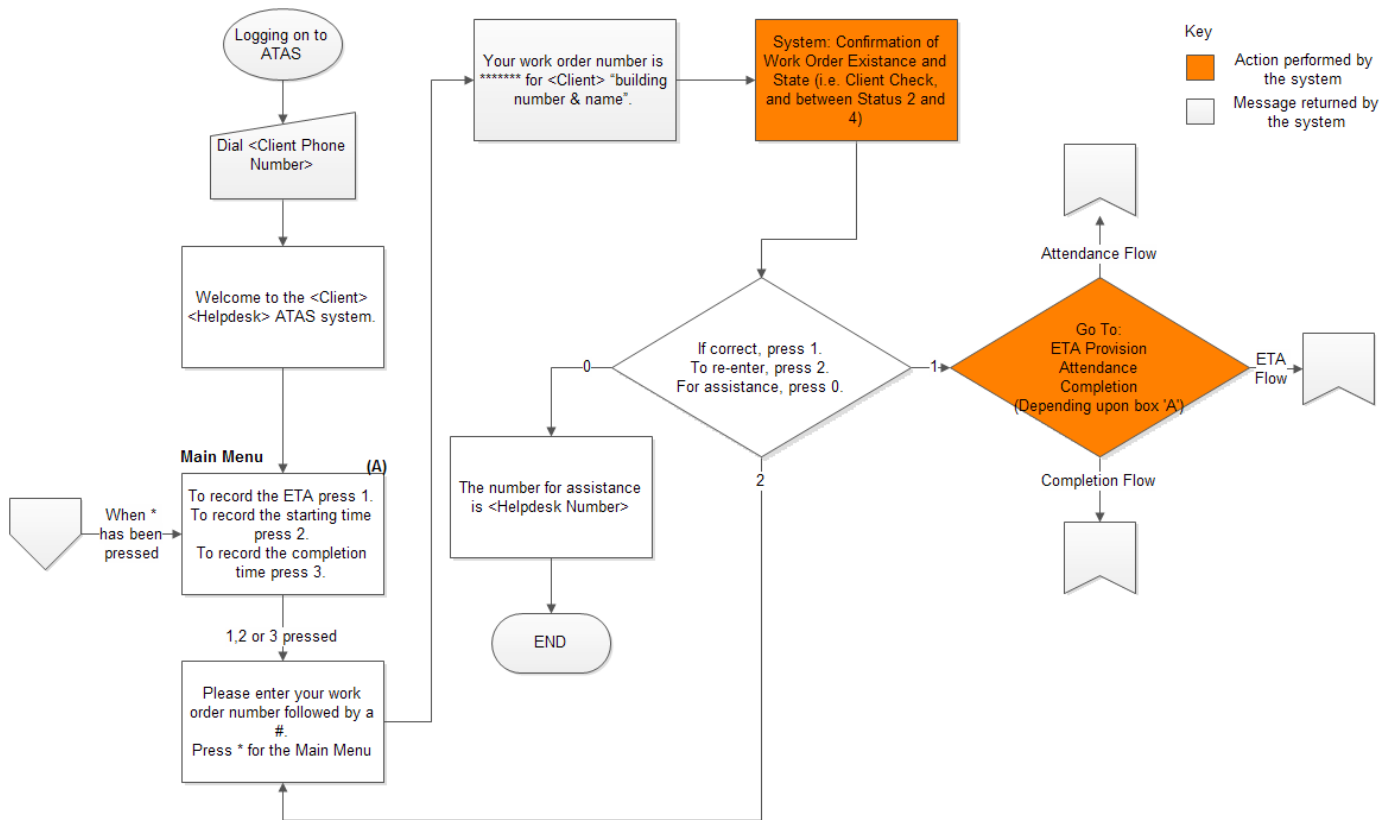 Logging on to
ATAS
Dial <Client Phone
Number>
Welcome to the <Client>
<Helpdesk> ATAS system.
Main Menu
(A)
To record the ETA press 1.
To record the starting time
press 2.
To record the completion
time press 3.
When *
has been
pressed
1,2 or 3 pressed
Please enter your work
order number followed by a
#.
Press * for the Main Menu
Your work order number is
******* for <Client> “building
number & name”.
System: Confirmation of
Work Order Existance and
State (i.e. Client Check,
and between Status 2 and
4)
If correct, press 1.
To re-enter, press 2.
For assistance, press 0.
0
1
2
The number for assistance
is <Helpdesk Number>
END
Go To:
ETA Provision
Attendance
Completion
(Depending upon box 'A')
Attendance Flow
ETA
Flow
Completion Flow
Key
Action performed by
the system
Message returned by
the system